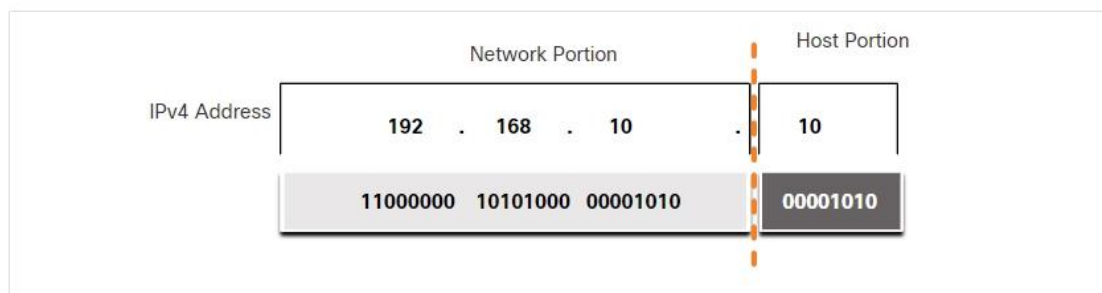 Host Portion
Network Portion
IPv4 Address
192 . 168 . 10 . 10
11000000 10101000 00001010 00001010